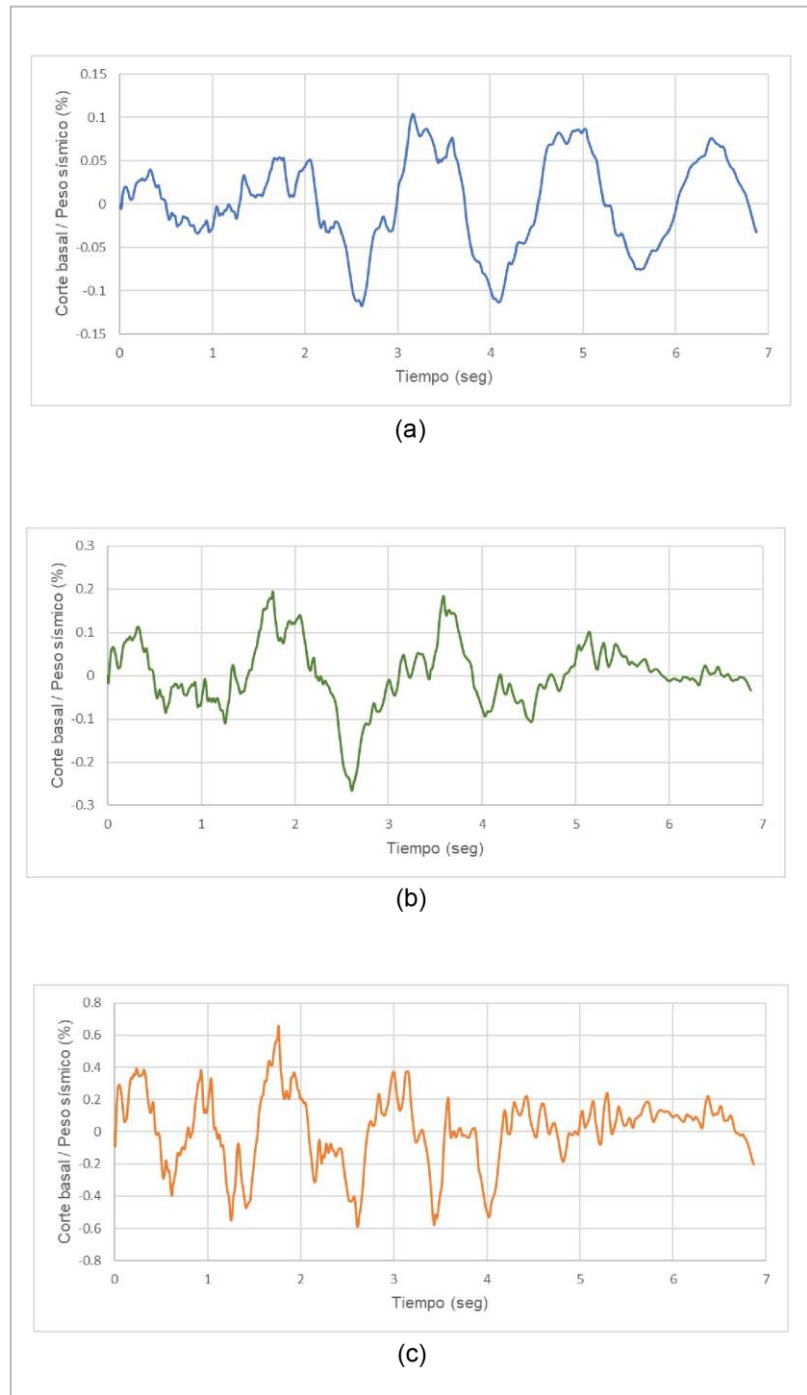 Corte basal / Peso sísmico (%)
0.15
0.1
0.05
0
-0.05
-0.1
-0.15
0 1 2 3 4 5 6 7
Tiempo (seg)
(a)
Corte basal / Peso sísmico (%)
0.3
0.2
0.1
0
-0.1
-0.2
-0.3
0 1 2 3 4 5 6 7
Tiempo (seg)
(b)
Corte basal / Peso sísmico (%)
0.8
0.6
0.4
0.2
0
-0.2
-0.4
-0.6
-0.8
0 1 2 3 4 5 6 7
Tiempo (seg)
(c)